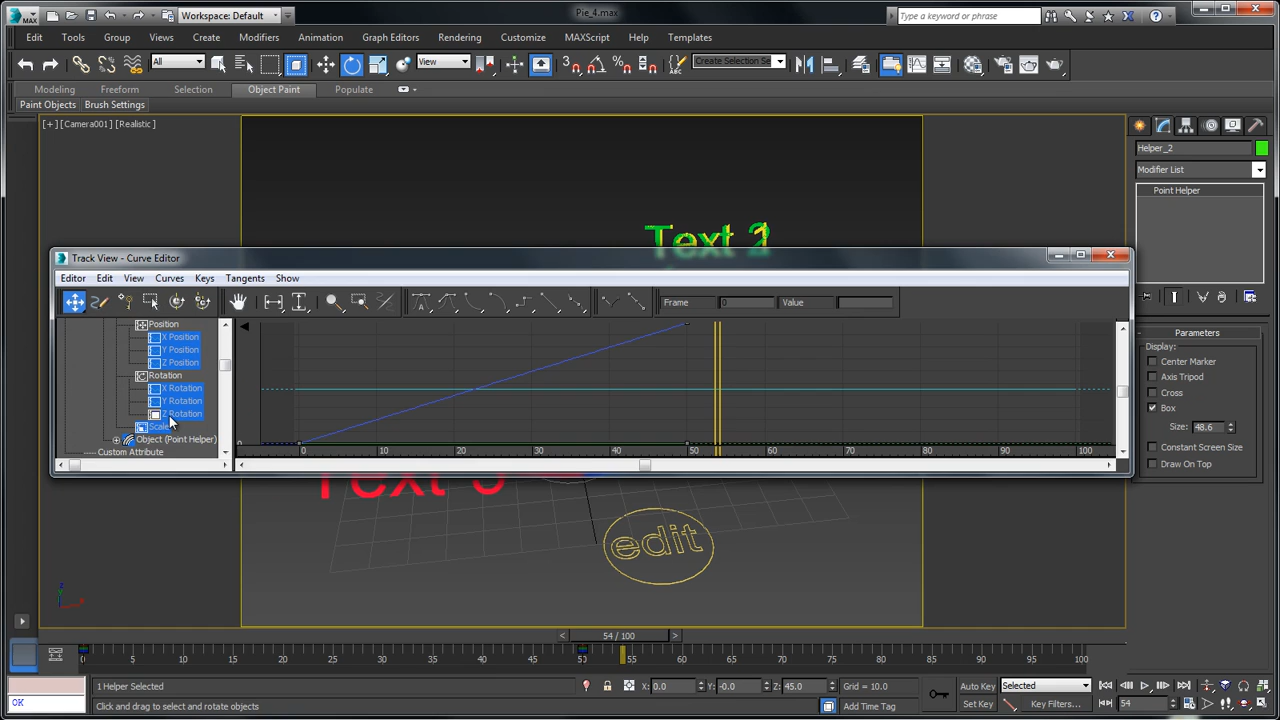 MAX
Workspace: Default
Pie_4.max
Type a keyword or phrase
Edit Tools Group Views Create Modifiers Animation Graph Editors Rendering Customize MAXScript Help Templates
All
View
Create Selection Se
Modeling Freeform Selection Object Paint Populate
Paint Objects Brush Settings
[+] [Camera001] [Realistic]
Helper_2
Modifier List
Point Helper
Text 2
Track View - Curve Editor
Editor Edit View Curves Keys Tangents Show
Frame 0 Value
Position
X Position
Y Position
Z Position
Rotation
X Rotation
Y Rotation
Z Rotation
Scale
Object (Point Helper)
Custom Attribute
0
0 10 20 30 40 50 60 70 80 90 100
Parameters
Display:
Center Marker
Axis Tripod
Cross
Box
Size: 48.6
Constant Screen Size
Draw On Top
Text 3
edit
z
54 / 100
0 5 10 15 20 25 30 35 40 45 50 55 60 65 70 75 80 85 90 95 100
1 Helper Selected
X: 0.0 Y: -0.0 Z: 45.0 Grid = 10.0
Auto Key Selected
OK
Click and drag to select and rotate objects
Add Time Tag
Set Key Key Filters... 54